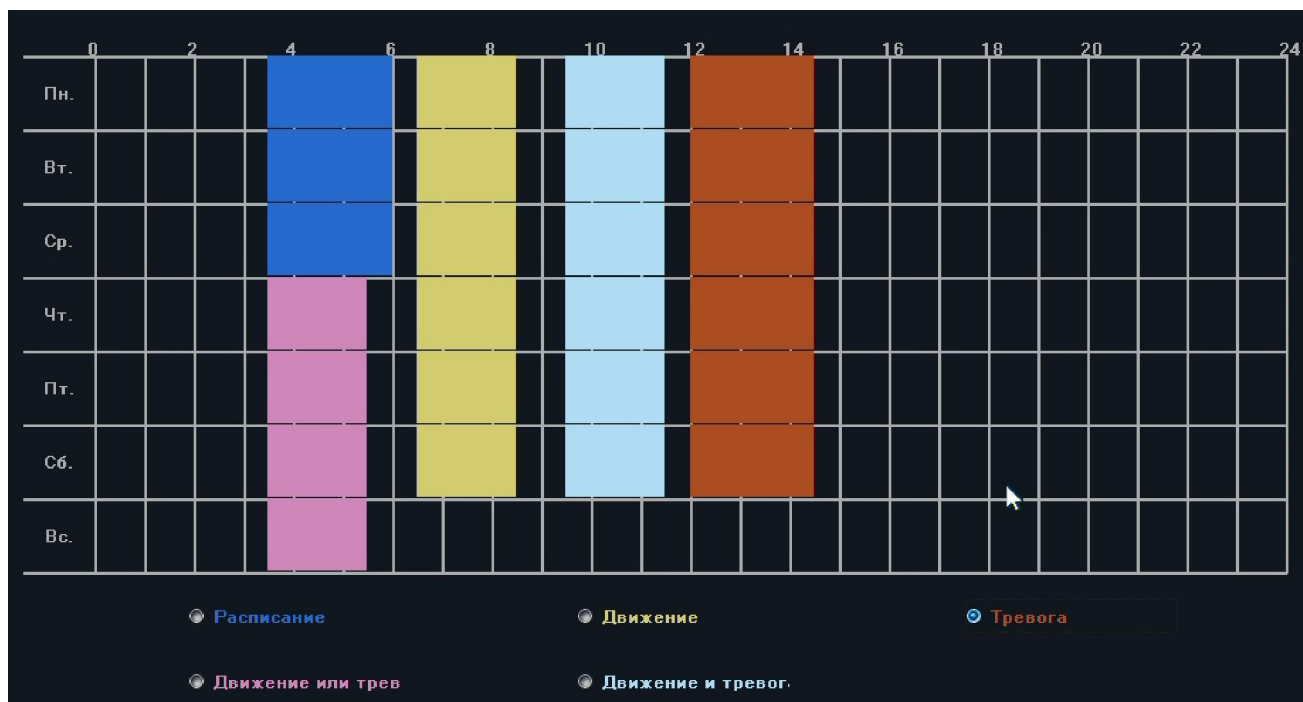 0 2 4 6 8 10 12 14 16 18 20 22 24
Пн.
Вт.
Ср.
Чт.
Пт.
Сб.
Вс.
Расписание Движение Тревога
Движение или трев Движение и тревог